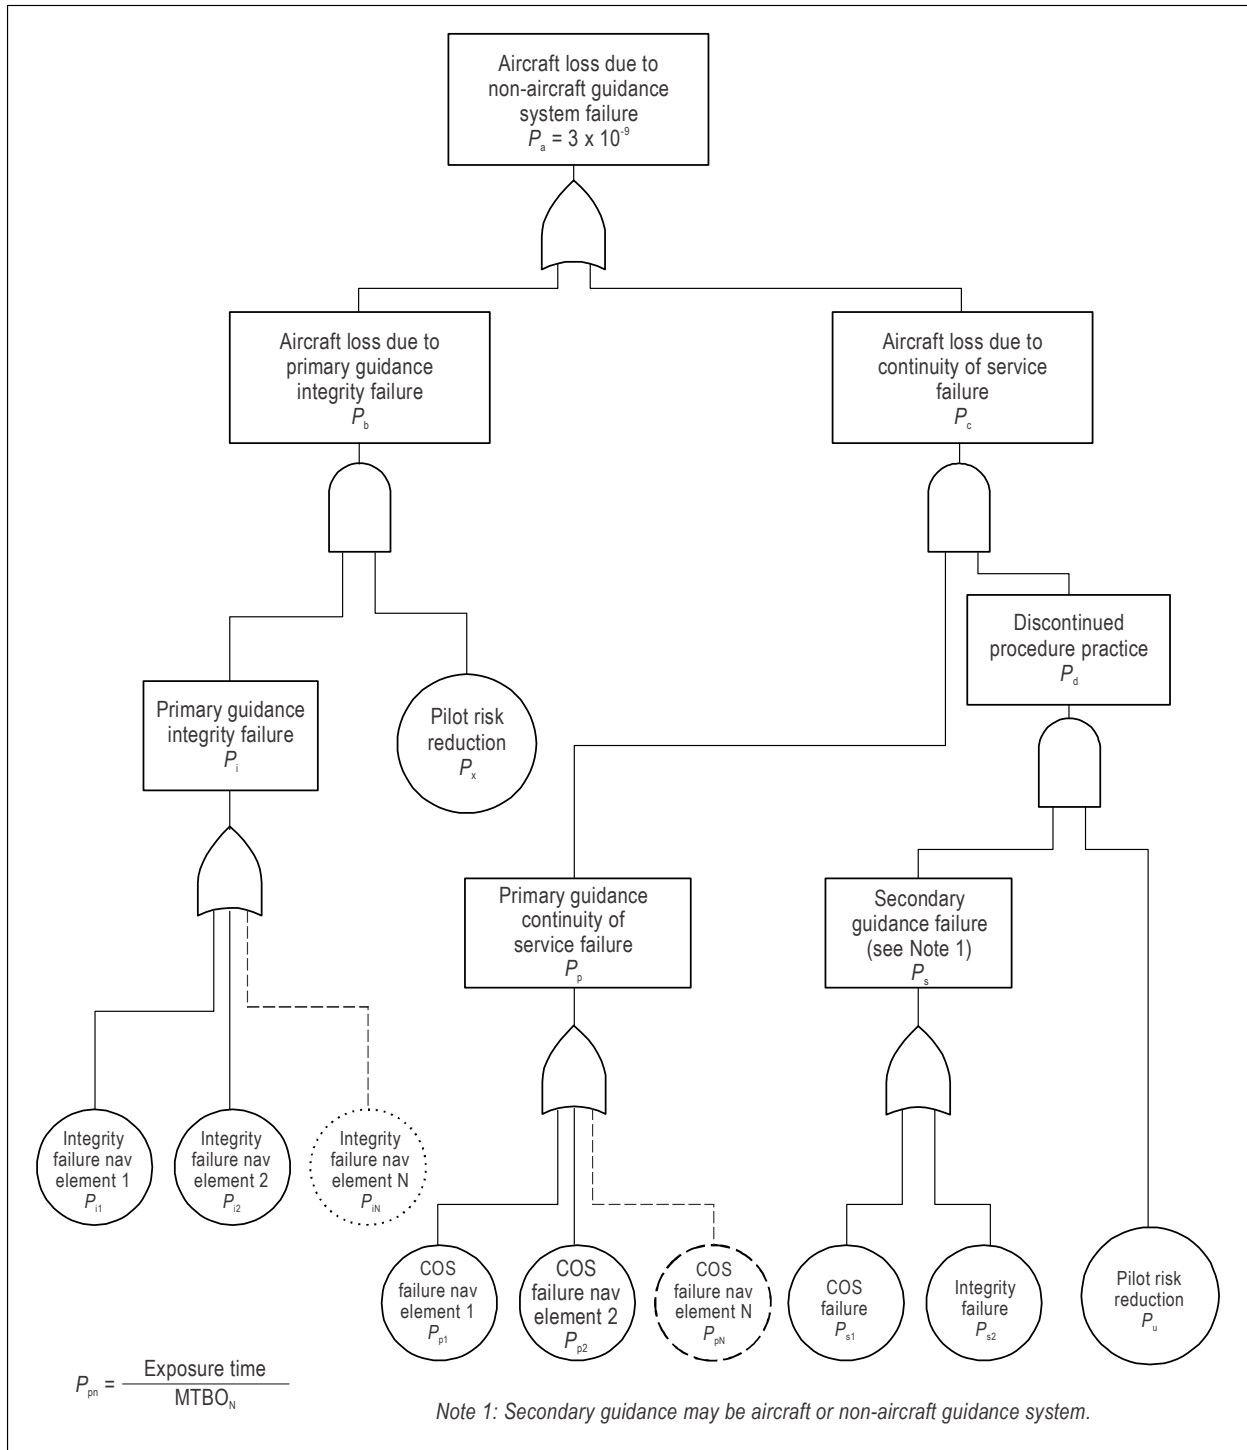 Aircraft loss due to
non-aircraft guidance
system failure
Pa = 3 x 10-9
Aircraft loss due to
primary guidance
integrity failure
Pb
Aircraft loss due to
continuity of service
failure
Pc
Discontinued
procedure practice
Pd
Primary guidance
integrity failure
Pi
Pilot risk
reduction
Px
Primary guidance
continuity of
service failure
Pp
Secondary
guidance failure
(see Note 1)
Ps
Integrity
failure nav
element 1
Pi1
Integrity
failure nav
element 2
Pi2
Integrity
failure nav
element N
PiN
COS
failure nav
element 1
Pp1
COS
failure nav
element 2
Pp2
COS
failure nav
element N
PpN
COS
failure
Ps1
Integrity
failure
Ps2
Pilot risk
reduction
Pu
Ppn = Exposure time
MTBON
Note 1: Secondary guidance may be aircraft or non-aircraft guidance system.